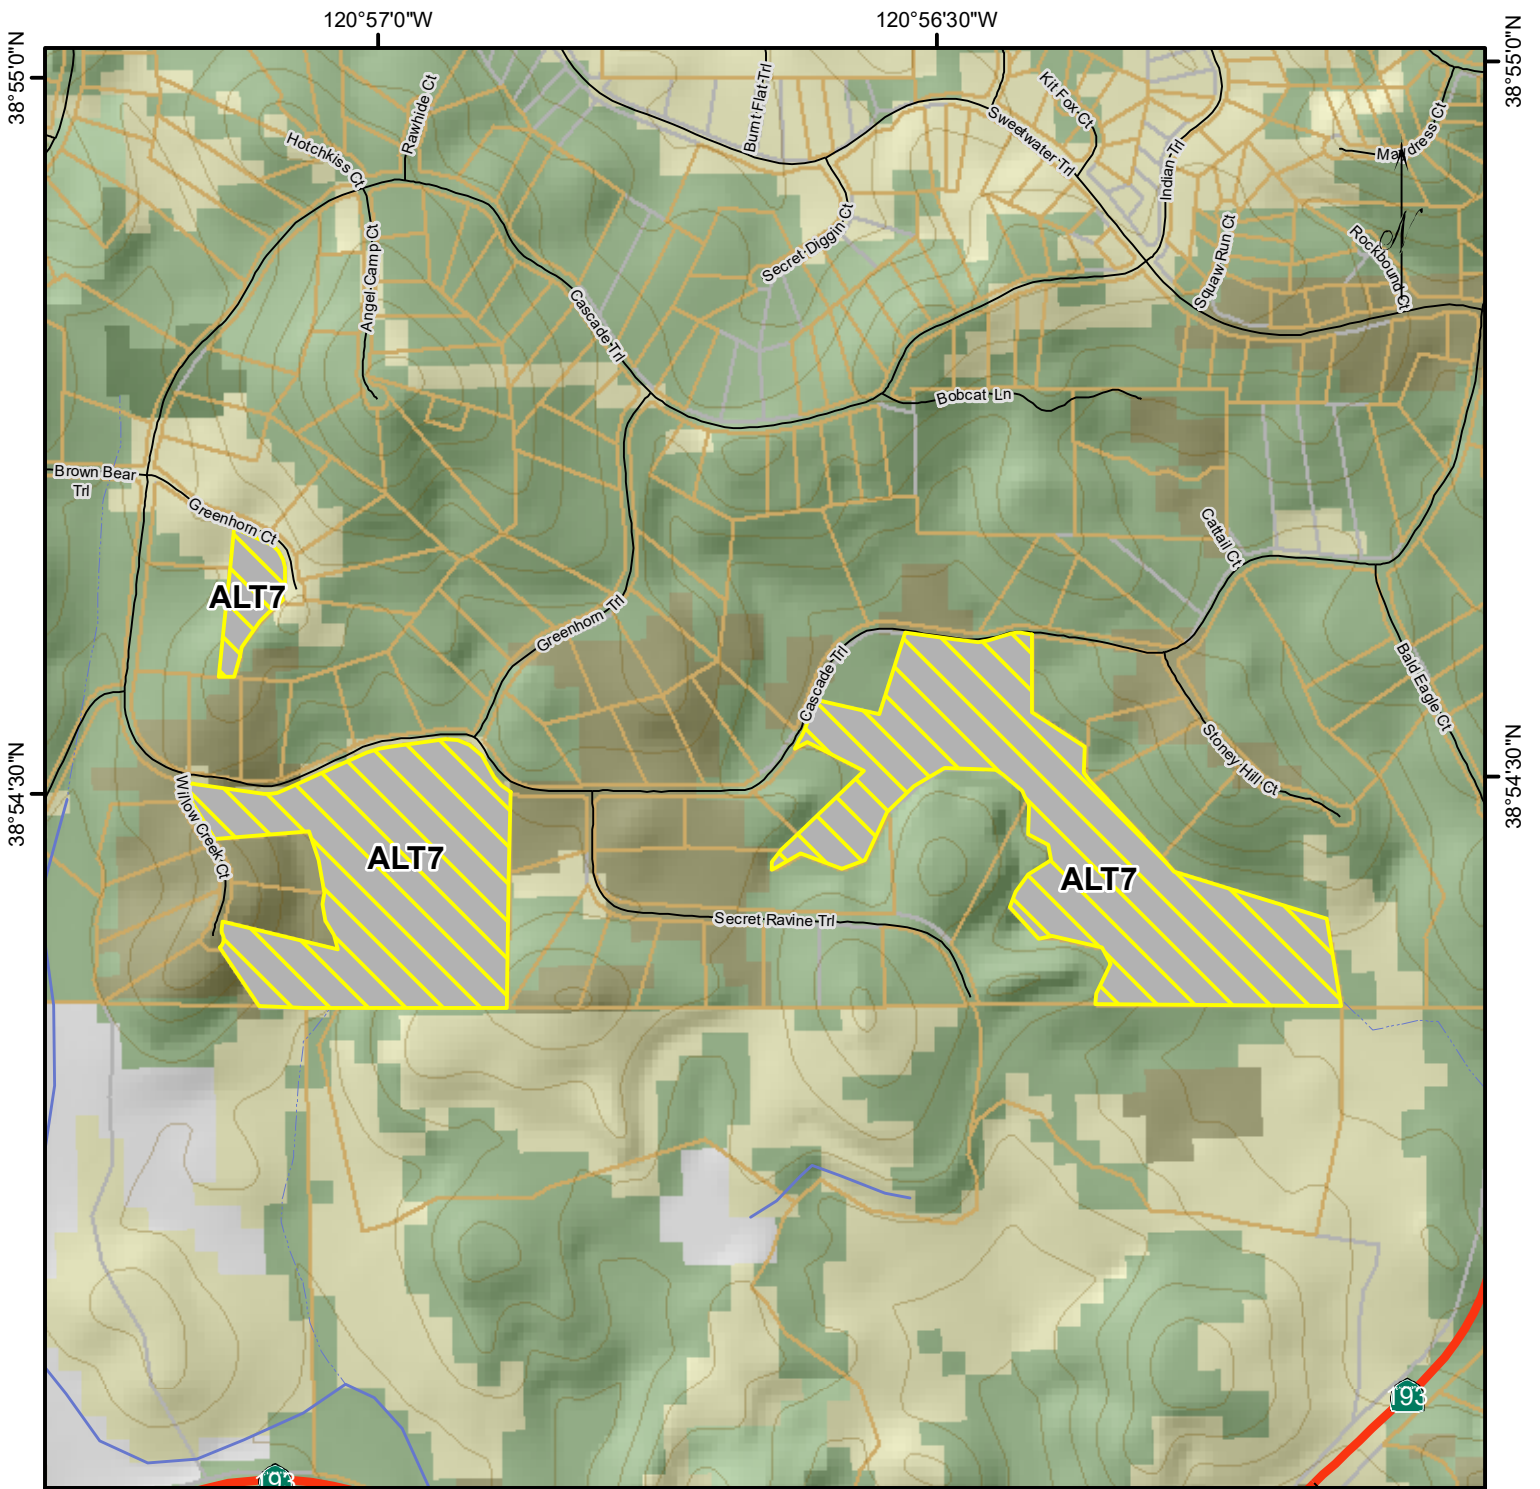 120°57'0"W
120°56'30"W
38°55'0"N
38°55'0"N
Rawhide Ct
Hotchkiss Ct
Burnt Flat Trl
Kit Fox Ct
Sweetwater Trl
Indian Trl
Mattress Ct
Angel Camp Ct
Secret Diggin Ct
Squaw Run Ct
Rockbound Ct
Cascade Trl
Bobcat Ln
Brown Bear
Trl
Greenhorn Ct
Cattail Ct
ALT7
Greenhorn Trl
Cascade Trl
Bald Eagle Ct
Stoney Hill Ct
38°54'30"N
38°54'30"N
Willow Creek Ct
ALT7
ALT7
Secret Ravine Trl
193
193